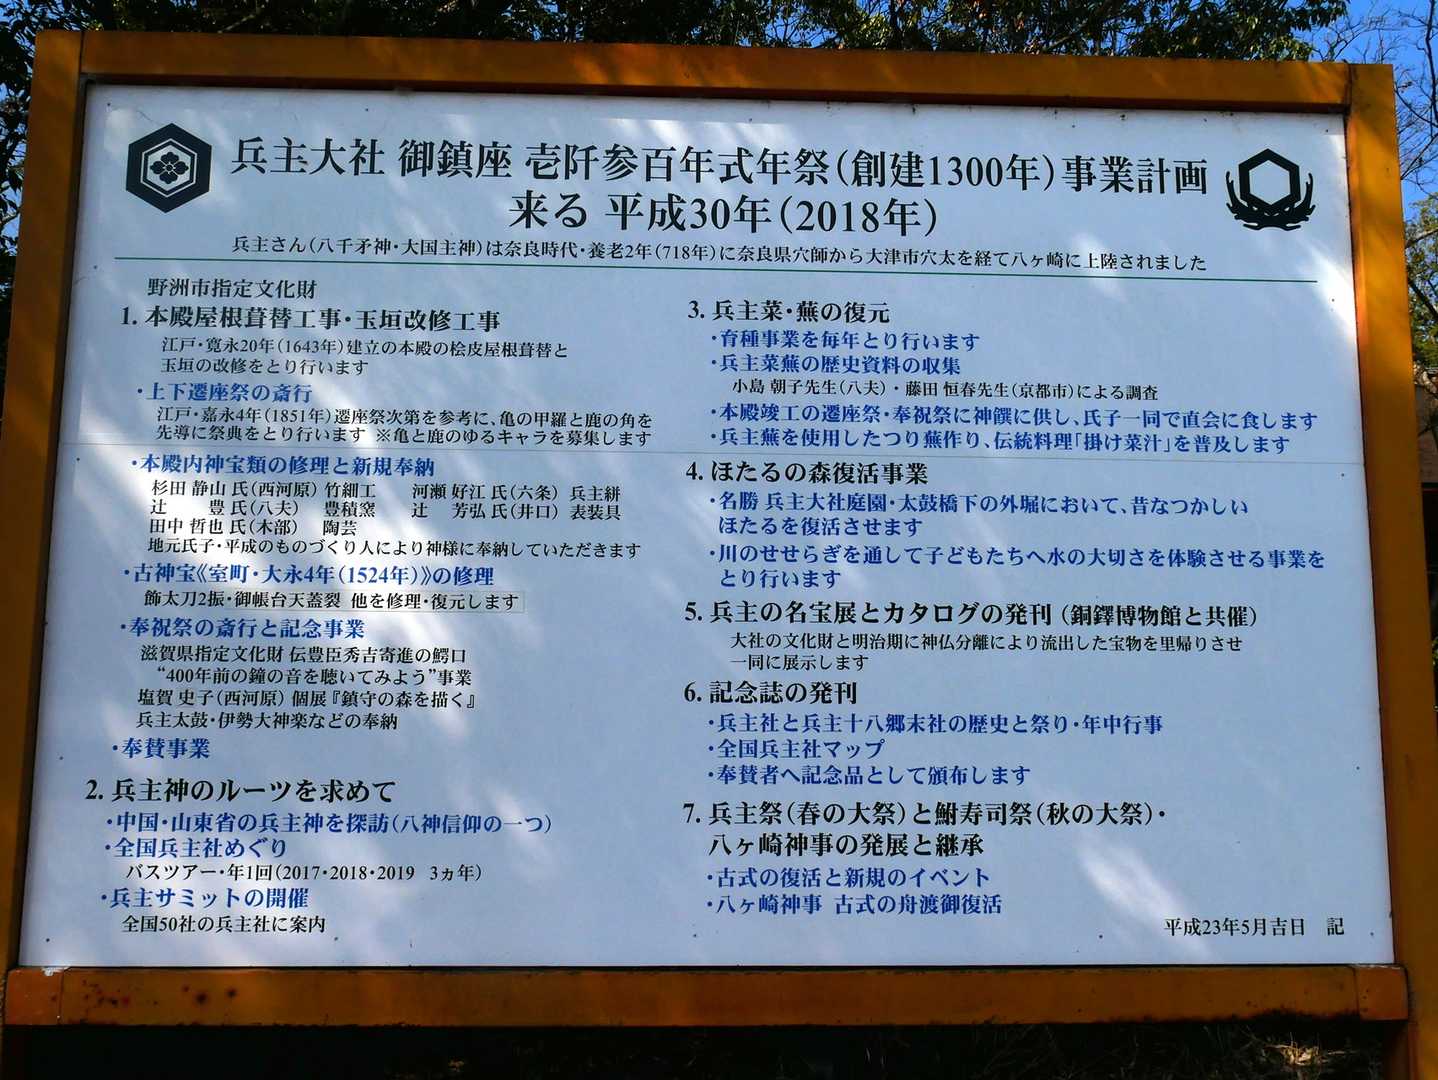 兵主大社 御鎮座 壱阡参百年式年祭（創建1300年）事業計画
来る 平成30年（2018年）
兵主さん（八千矛神・大国主神）は奈良時代・養老2年（718年）に奈良県穴師から大津市穴太を経て八ヶ崎に上陸されました
野洲市指定文化財
1. 本殿屋根葺替工事・玉垣改修工事
江戸・寛永20年（1643年）建立の本殿の桧皮屋根葺替と
玉垣の改修をとり行います
・上下遷座祭の斎行
江戸・嘉永4年（1851年）遷座祭次第を参考に、亀の甲羅と鹿の角を
先導に祭典をとり行います ※亀と鹿のゆるキャラを募集します
・本殿内神宝類の修理と新規奉納
杉田 静山 氏（西河原） 竹細工 河瀬 好江 氏（六条） 兵主絣
辻 豊 氏（八夫） 豊積窯 辻 芳弘 氏（井口） 表装具
田中 哲也 氏（木部） 陶芸
地元氏子・平成のものづくり人により神様に奉納していただきます
・古神宝《室町・大永4年（1524年）》の修理
飾太刀2振・御帳台天蓋裂 他を修理・復元します
・奉祝祭の斎行と記念事業
滋賀県指定文化財 伝豊臣秀吉寄進の鰐口
“400年前の鐘の音を聴いてみよう”事業
塩賀 史子（西河原） 個展『鎮守の森を描く』
兵主太鼓・伊勢大神楽などの奉納
・奉賛事業
2. 兵主神のルーツを求めて
・中国・山東省の兵主神を探訪（八神信仰の一つ）
・全国兵主社めぐり
バスツアー・年1回（2017・2018・2019 3ヵ年）
・兵主サミットの開催
全国50社の兵主社に案内
3. 兵主菜・蕪の復元
・育種事業を毎年とり行います
・兵主菜蕪の歴史資料の収集
小島 朝子先生（八夫）・藤田 恒春先生（京都市）による調査
・本殿竣工の遷座祭・奉祝祭に神饌に供し、氏子一同で直会に食します
・兵主蕪を使用したつり蕪作り、伝統料理「掛け菜汁」を普及します
4. ほたるの森復活事業
・名勝 兵主大社庭園・太鼓橋下の外堀において、昔なつかしい
ほたるを復活させます
・川のせせらぎを通して子どもたちへ水の大切さを体験させる事業を
とり行います
5. 兵主の名宝展とカタログの発刊（銅鐸博物館と共催）
大社の文化財と明治期に神仏分離により流出した宝物を里帰りさせ
一同に展示します
6. 記念誌の発刊
・兵主社と兵主十八郷末社の歴史と祭り・年中行事
・全国兵主社マップ
・奉賛者へ記念品として頒布します
7. 兵主祭（春の大祭）と鮒寿司祭（秋の大祭）・
八ヶ崎神事の発展と継承
・古式の復活と新規のイベント
・八ヶ崎神事 古式の舟渡御復活
平成23年5月吉日 記